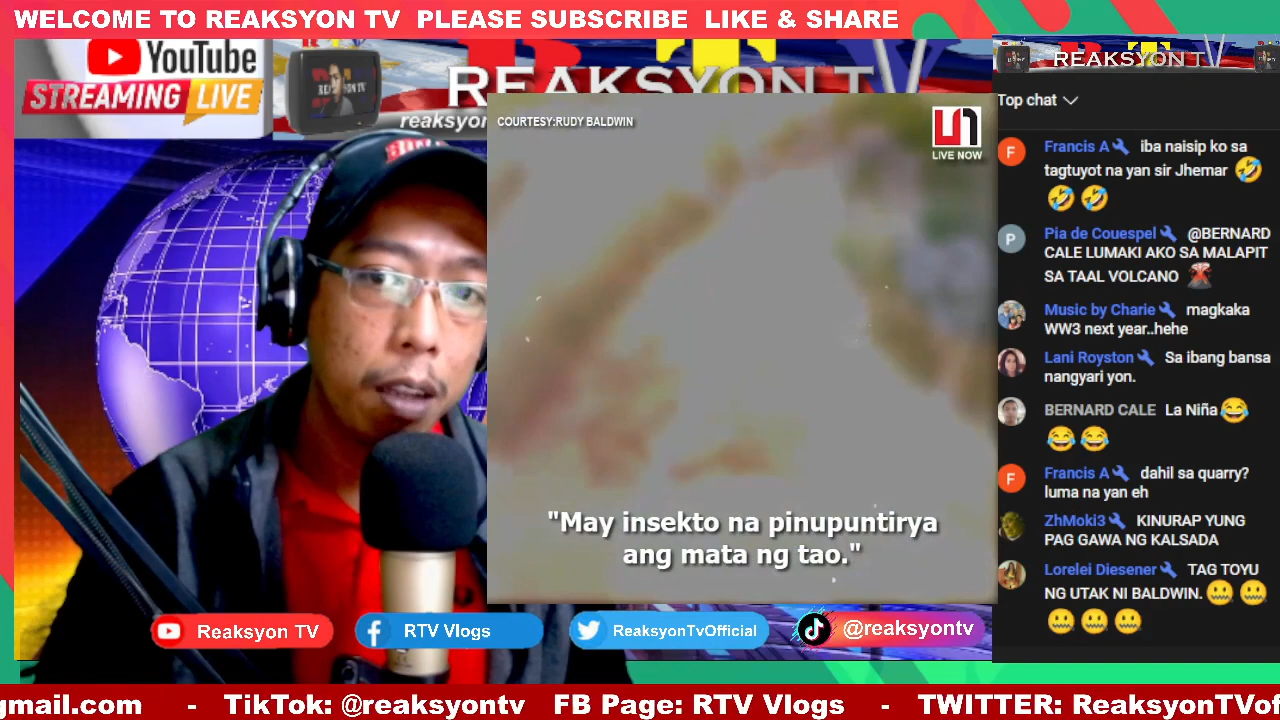 WELCOME TO REAKSYON TV PLEASE SUBSCRIBE LIKE & SHARE
YouTube
STREAMING LIVE
REAKSYON TV
REAKSYON TV
reaksyon
COURTESY:RUDY BALDWIN
LIVE NOW
"May insekto na pinupuntirya
ang mata ng tao."
REAKSYON TV
Top chat
F
Francis A iba naisip ko sa
tagtuyot na yan sir Jhemar 🤣
🤣 🤣
P
Pia de Couespel @BERNARD
CALE LUMAKI AKO SA MALAPIT
SA TAAL VOLCANO 🌋
Music by Charie magkaka
WW3 next year..hehe
Lani Royston Sa ibang bansa
nangyari yon.
BERNARD CALE La Niña 😂
😂 😂
F
Francis A dahil sa quarry?
luma na yan eh
ZhMoki3 KINURAP YUNG
PAG GAWA NG KALSADA
Lorelei Diesener TAG TOYU
NG UTAK NI BALDWIN. 🤐 🤐
🤐 🤐 🤐
Reaksyon TV
RTV Vlogs
ReaksyonTvOfficial
@reaksyontv
gmail.com - TikTok: @reaksyontv FB Page: RTV Vlogs - TWITTER: ReaksyonTVof